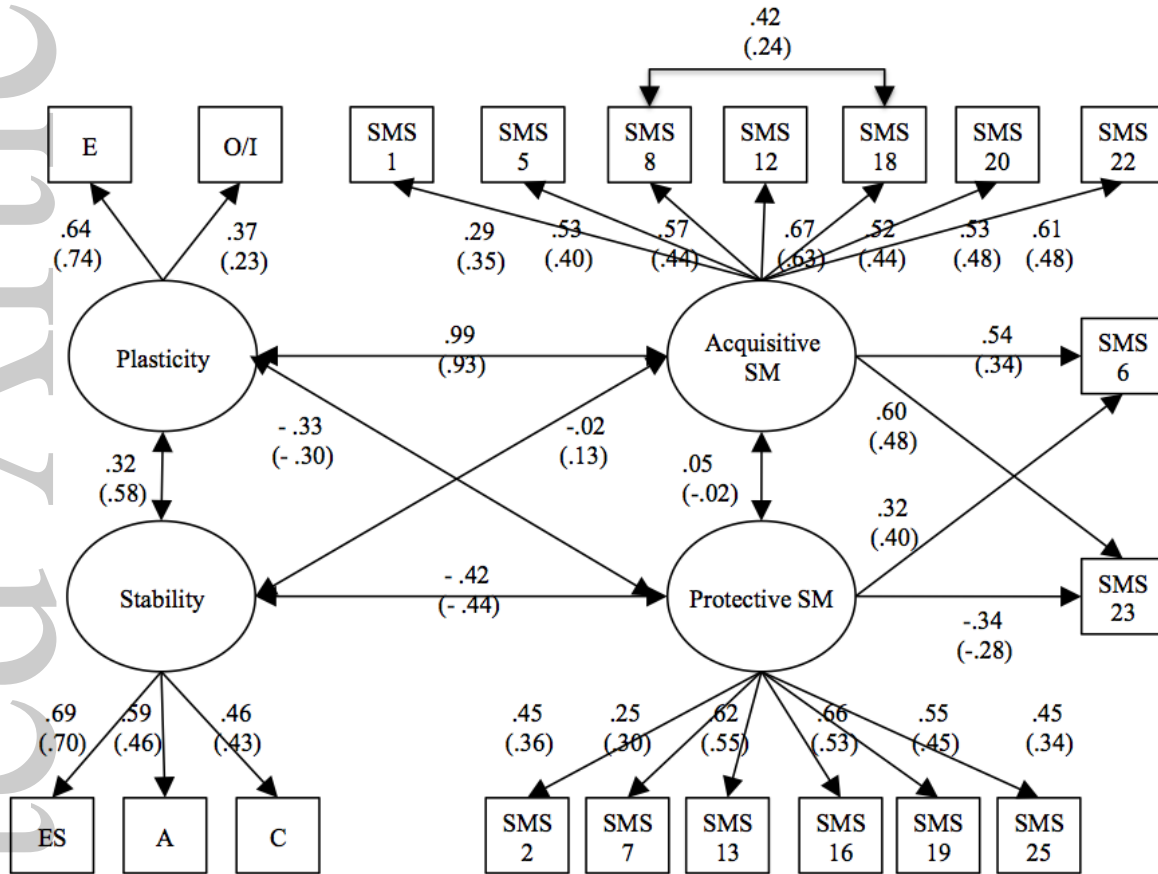 .42
(.24)
E
O/I
SMS
1
SMS
5
SMS
8
SMS
12
SMS
18
SMS
20
SMS
22
.64
(.74)
.37
(.23)
.29
(.35)
.53
(.40)
.57
(.44)
.67
(.63)
.52
(.44)
.53
(.48)
.61
(.48)
Plasticity
.99
(.93)
Acquisitive
SM
.54
(.34)
SMS
6
- .33
(- .30)
-.02
(.13)
.60
(.48)
.32
(.58)
.05
(-.02)
.32
(.40)
Stability
- .42
(- .44)
Protective SM
-.34
(-.28)
SMS
23
.69
(.70)
.59
(.46)
.46
(.43)
.45
(.36)
.25
(.30)
.62
(.55)
.66
(.53)
.55
(.45)
.45
(.34)
ES
A
C
SMS
2
SMS
7
SMS
13
SMS
16
SMS
19
SMS
25